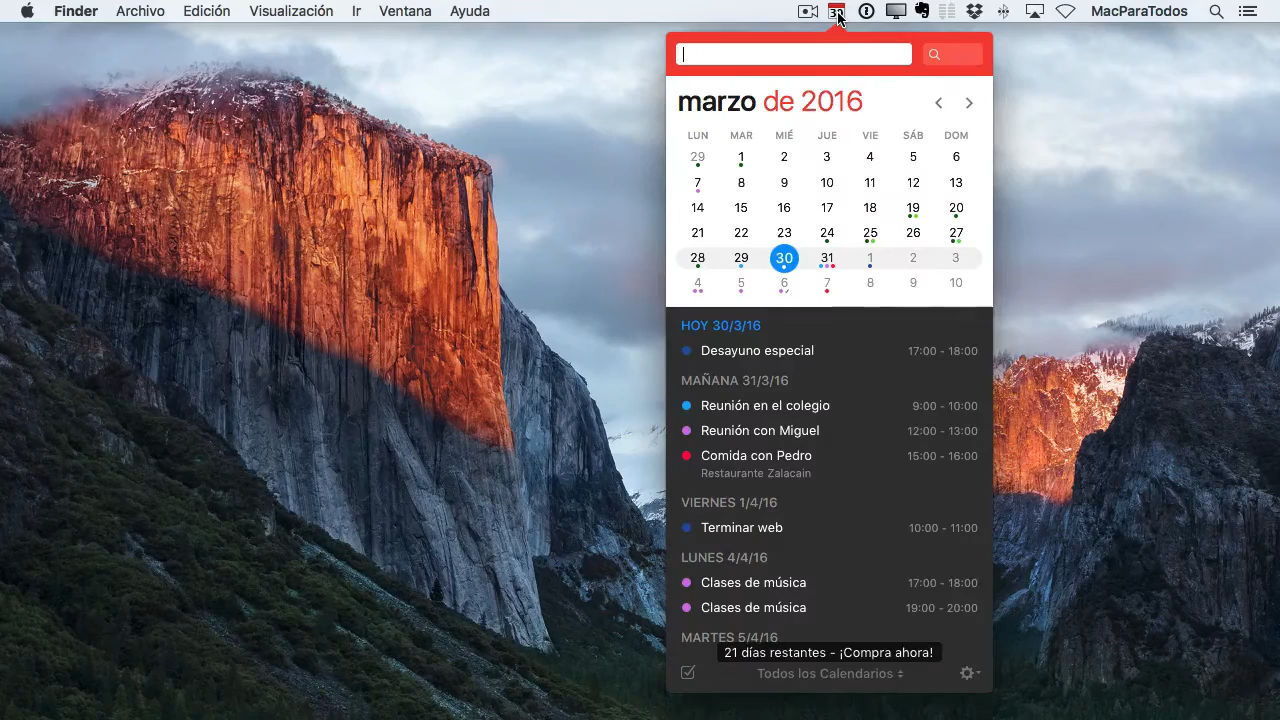 Finder Archivo Edición Visualización Ir Ventana Ayuda 30 MacParaTodos
marzo de 2016
LUN MAR MIÉ JUE VIE SÁB DOM
29 1 2 3 4 5 6
7 8 9 10 11 12 13
14 15 16 17 18 19 20
21 22 23 24 25 26 27
28 29 30 31 1 2 3
4 5 6 7 8 9 10
HOY 30/3/16
Desayuno especial 17:00 - 18:00
MAÑANA 31/3/16
Reunión en el colegio 9:00 - 10:00
Reunión con Miguel 12:00 - 13:00
Comida con Pedro 15:00 - 16:00
Restaurante Zalacain
VIERNES 1/4/16
Terminar web 10:00 - 11:00
LUNES 4/4/16
Clases de música 17:00 - 18:00
Clases de música 19:00 - 20:00
MARTES 5/4/16
21 días restantes - ¡Compra ahora!
Todos los Calendarios